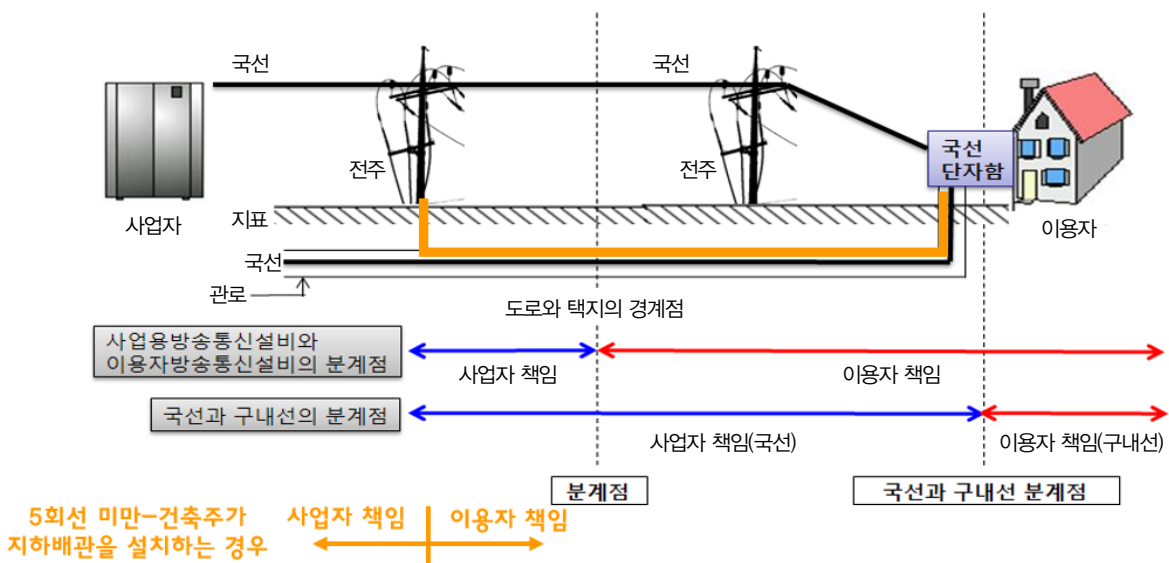 국선
국선
전주
전주
국선
단자함
사업자
지표
이용자
국선
관로
도로와 택지의 경계점
사업용방송통신설비와
이용자방송통신설비의 분계점
사업자 책임
이용자 책임
국선과 구내선의 분계점
사업자 책임(국선)
이용자 책임(구내선)
분계점
국선과 구내선 분계점
5회선 미만-건축주가
지하배관을 설치하는 경우
사업자 책임
이용자 책임